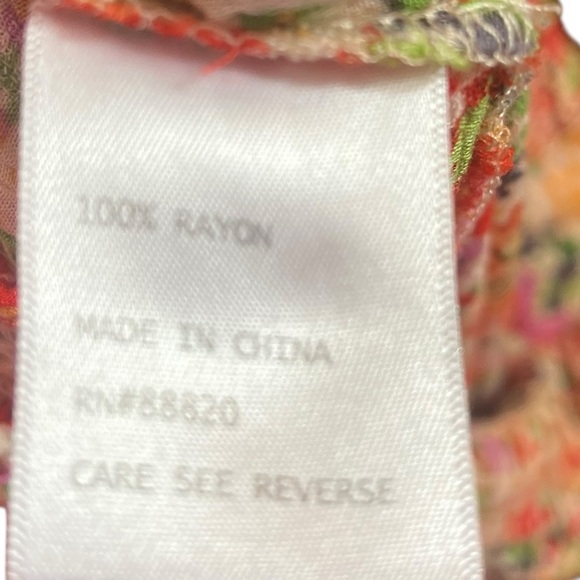 100% RAYON
MADE IN CHINA
RN#88820
CARE SEE REVERSE